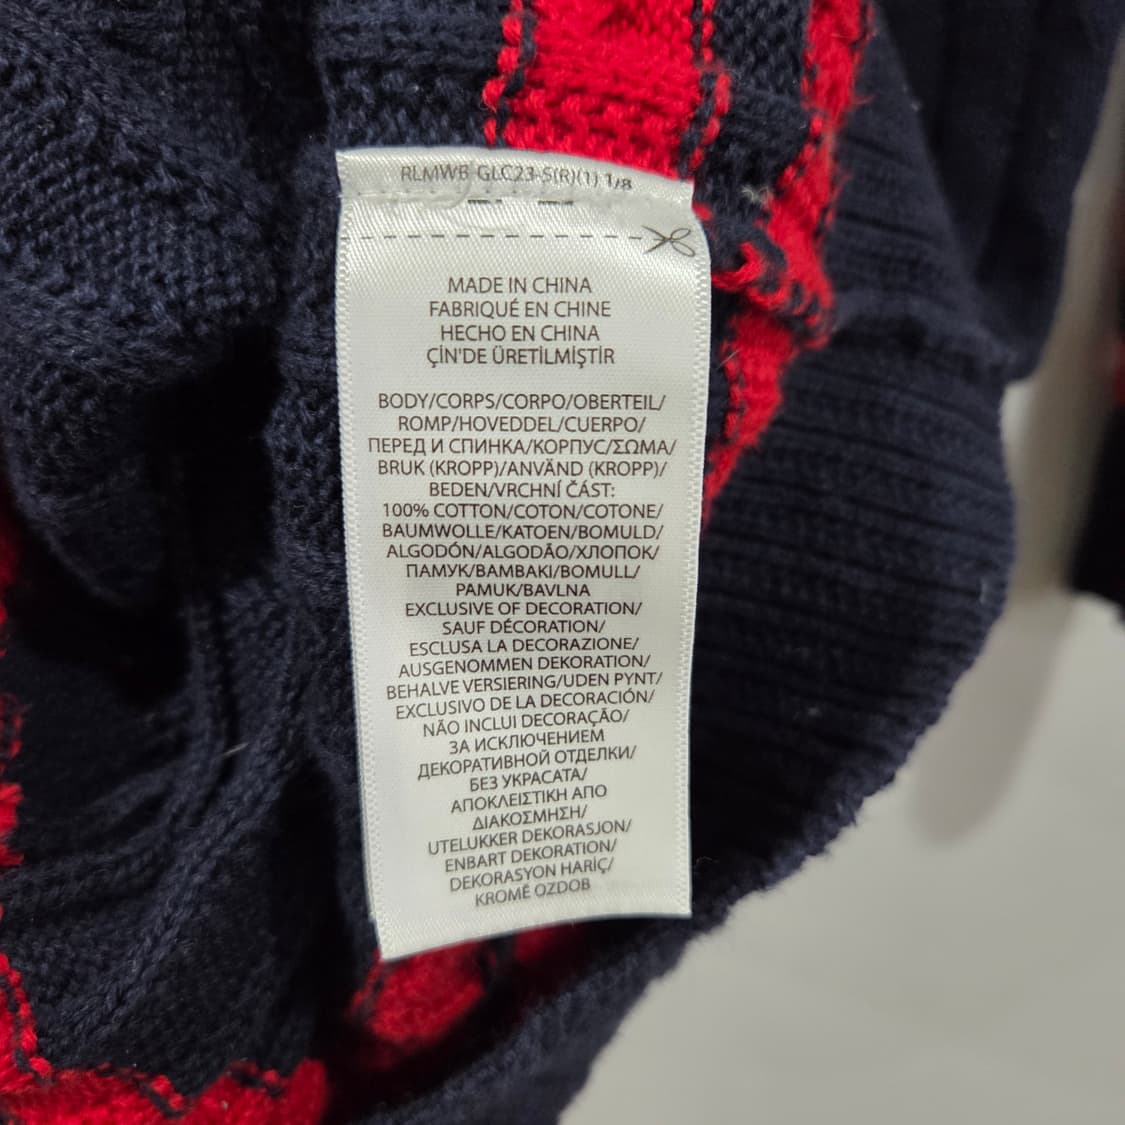 RLMWB GLC23-S(R)(1) 1/8
MADE IN CHINA
FABRIQUÉ EN CHINE
HECHO EN CHINA
ÇİN'DE ÜRETİLMİŞTİR
BODY/CORPS/CORPO/OBERTEIL/
ROMP/HOVEDDEL/CUERPO/
ПЕРЕД И СПИНКА/КОРПУС/ΣΩΜΑ/
BRUK (KROPP)/ANVÄND (KROPP)/
BEDEN/VRCHNÍ ČÁST:
100% COTTON/COTON/COTONE/
BAUMWOLLE/KATOEN/BOMULD/
ALGODÓN/ALGODÃO/ХЛОПОК/
ПАМУК/ΒΑΜΒΑΚΙ/BOMULL/
PAMUK/BAVLNA
EXCLUSIVE OF DECORATION/
SAUF DÉCORATION/
ESCLUSA LA DECORAZIONE/
AUSGENOMMEN DEKORATION/
BEHALVE VERSIERING/UDEN PYNT/
EXCLUSIVO DE LA DECORACIÓN/
NÃO INCLUI DECORAÇÃO/
ЗА ИСКЛЮЧЕНИЕМ
ДЕКОРАТИВНОЙ ОТДЕЛКИ/
БЕЗ УКРАСАТА/
ΑΠΟΚΛΕΙΣΤΙΚΗ ΑΠΟ
ΔΙΑΚΟΣΜΗΣΗ/
UTELUKKER DEKORASJON/
ENBART DEKORATION/
DEKORASYON HARİÇ/
KROMĚ OZDOB